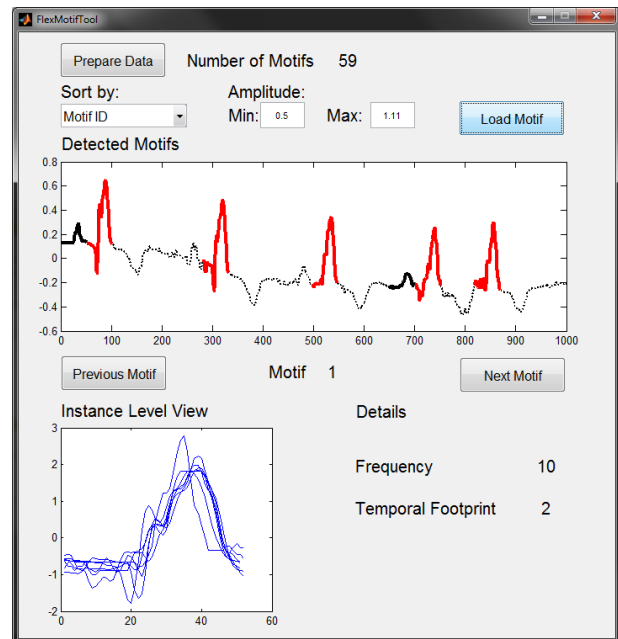 FlexMotifTool
Prepare Data Number of Motifs 59
Sort by: Amplitude:
Motif ID Min: 0.5 Max: 1.11 Load Motif
Detected Motifs
0.8
0.6
0.4
0.2
0
-0.2
-0.4
-0.6
0 100 200 300 400 500 600 700 800 900 1000
Previous Motif Motif 1 Next Motif
Instance Level View Details
3
2
1
0
-1
-2
0 20 40 60
Frequency 10
Temporal Footprint 2